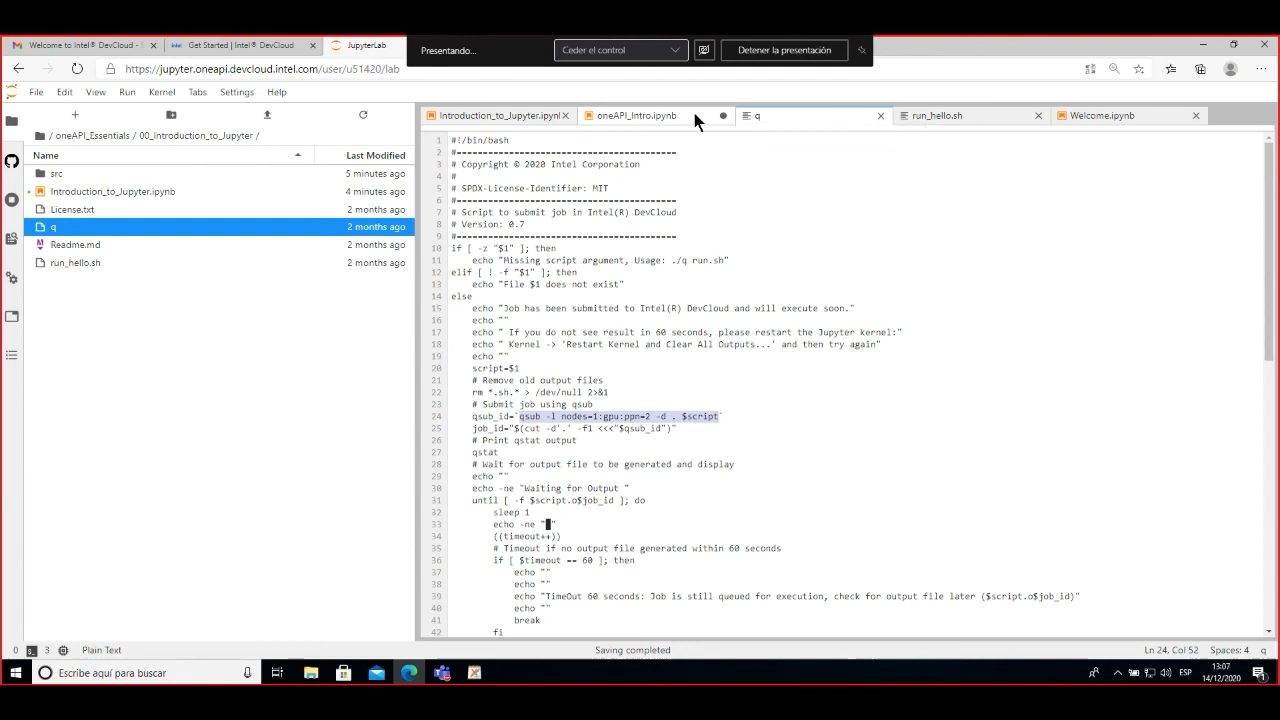 Welcome to Intel® DevCloud - S
Get Started | Intel® DevCloud
JupyterLab
Presentando...
Ceder el control
Detener la presentación
https://jupyter.oneapi.devcloud.intel.com/user/u51420/lab
File Edit View Run Kernel Tabs Settings Help
/ oneAPI_Essentials / 00_Introduction_to_Jupyter /
Name Last Modified
src 5 minutes ago
Introduction_to_Jupyter.ipynb 4 minutes ago
License.txt 2 months ago
q 2 months ago
Readme.md 2 months ago
run_hello.sh 2 months ago
Introduction_to_Jupyter.ipynb
oneAPI_Intro.ipynb
q
run_hello.sh
Welcome.ipynb
1 #!/bin/bash
2 #==========================================
3 # Copyright © 2020 Intel Corporation
4 #
5 # SPDX-License-Identifier: MIT
6 #==========================================
7 # Script to submit job in Intel(R) DevCloud
8 # Version: 0.7
9 #==========================================
10 if [ -z "$1" ]; then
11 echo "Missing script argument, Usage: ./q run.sh"
12 elif [ ! -f "$1" ]; then
13 echo "File $1 does not exist"
14 else
15 echo "Job has been submitted to Intel(R) DevCloud and will execute soon."
16 echo ""
17 echo " If you do not see result in 60 seconds, please restart the Jupyter kernel:"
18 echo " Kernel -> 'Restart Kernel and Clear All Outputs...' and then try again"
19 echo ""
20 script=$1
21 # Remove old output files
22 rm *.sh.* > /dev/null 2>&1
23 # Submit job using qsub
24 qsub_id=`qsub -l nodes=1:gpu:ppn=2 -d . $script`
25 job_id="$(cut -d'.' -f1 <<<"$qsub_id")"
26 # Print qstat output
27 qstat
28 # Wait for output file to be generated and display
29 echo ""
30 echo -ne "Waiting for Output "
31 until [ -f $script.o$job_id ]; do
32 sleep 1
33 echo -ne "█"
34 ((timeout++))
35 # Timeout if no output file generated within 60 seconds
36 if [ $timeout == 60 ]; then
37 echo ""
38 echo ""
39 echo "TimeOut 60 seconds: Job is still queued for execution, check for output file later ($script.o$job_id)"
40 echo ""
41 break
42 fi
0 3 Plain Text
Saving completed
Ln 24, Col 52 Spaces: 4 q
Escribe aquí para buscar
ESP
13:07
14/12/2020